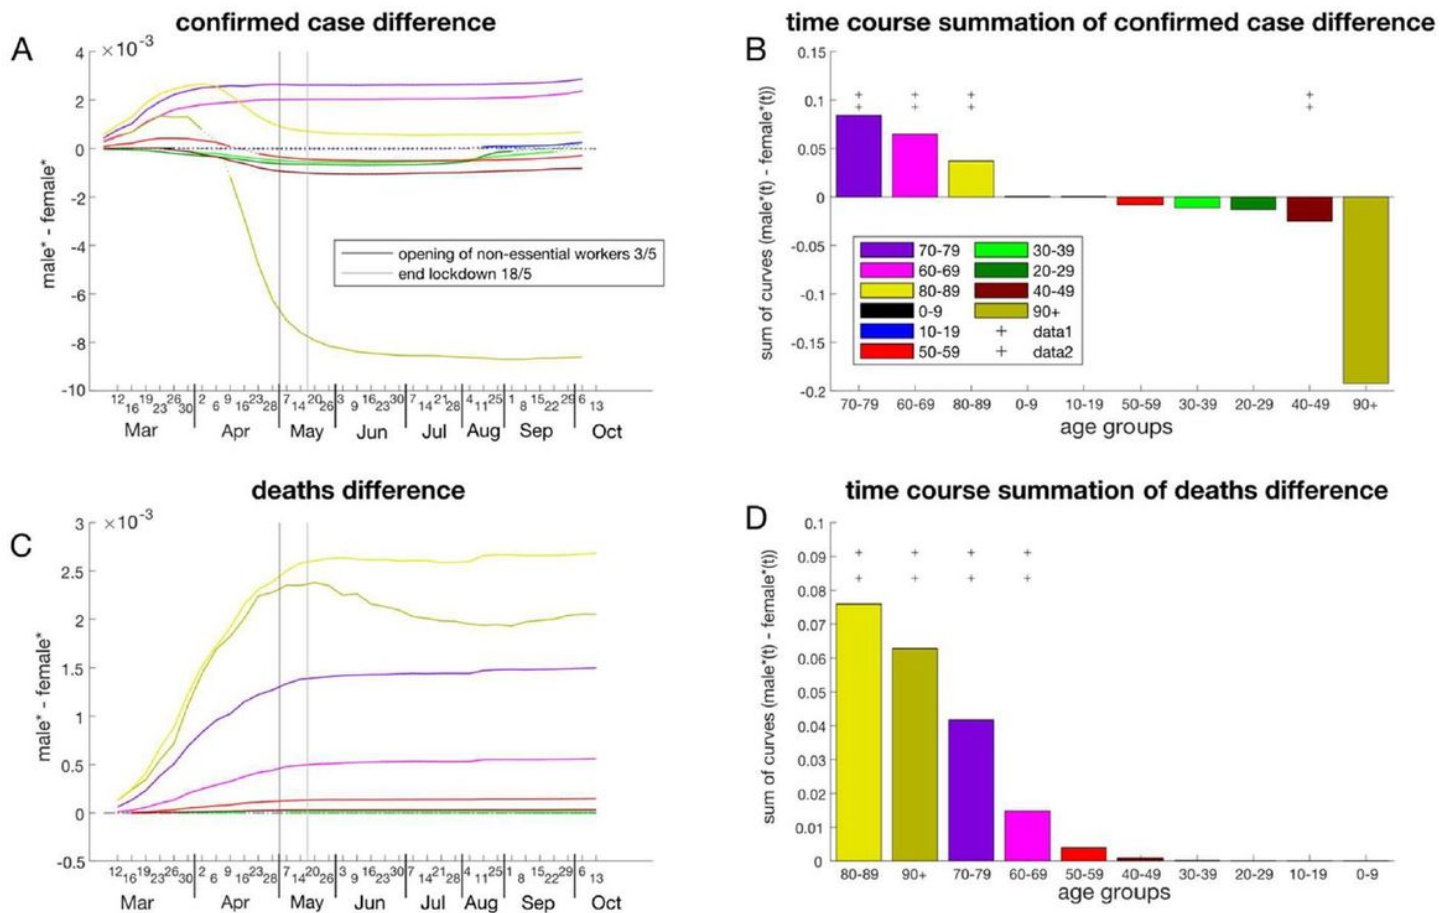 A
confirmed case difference
×10⁻³
4
2
0
-2
-4
-6
-8
-10
male* - female*
opening of non-essential workers 3/5
end lockdown 18/5
12 16 19 23 26 30 2 6 9 16 23 28 7 14 20 26 3 9 16 23 30 7 14 21 28 4 11 25 1 8 15 22 29 6 13
Mar Apr May Jun Jul Aug Sep Oct
B
time course summation of confirmed case difference
0.15
0.1
0.05
0
-0.05
-0.1
-0.15
-0.2
sum of curves (male*(t) - female*(t))
+ + + +
+ + + +
70-79 30-39
60-69 20-29
80-89 40-49
0-9 90+
10-19 + data1
50-59 + data2
70-79 60-69 80-89 0-9 10-19 50-59 30-39 20-29 40-49 90+
age groups
C
deaths difference
×10⁻³
3
2.5
2
1.5
1
0.5
0
-0.5
male* - female*
12 16 19 23 26 30 2 6 9 16 23 28 7 14 20 26 3 9 16 23 30 7 14 21 28 4 11 25 1 8 15 22 29 6 13
Mar Apr May Jun Jul Aug Sep Oct
D
time course summation of deaths difference
0.1
0.09
0.08
0.07
0.06
0.05
0.04
0.03
0.02
0.01
0
sum of curves (male*(t) - female*(t))
+ + + +
+ + + +
80-89 90+ 70-79 60-69 50-59 40-49 30-39 20-29 10-19 0-9
age groups